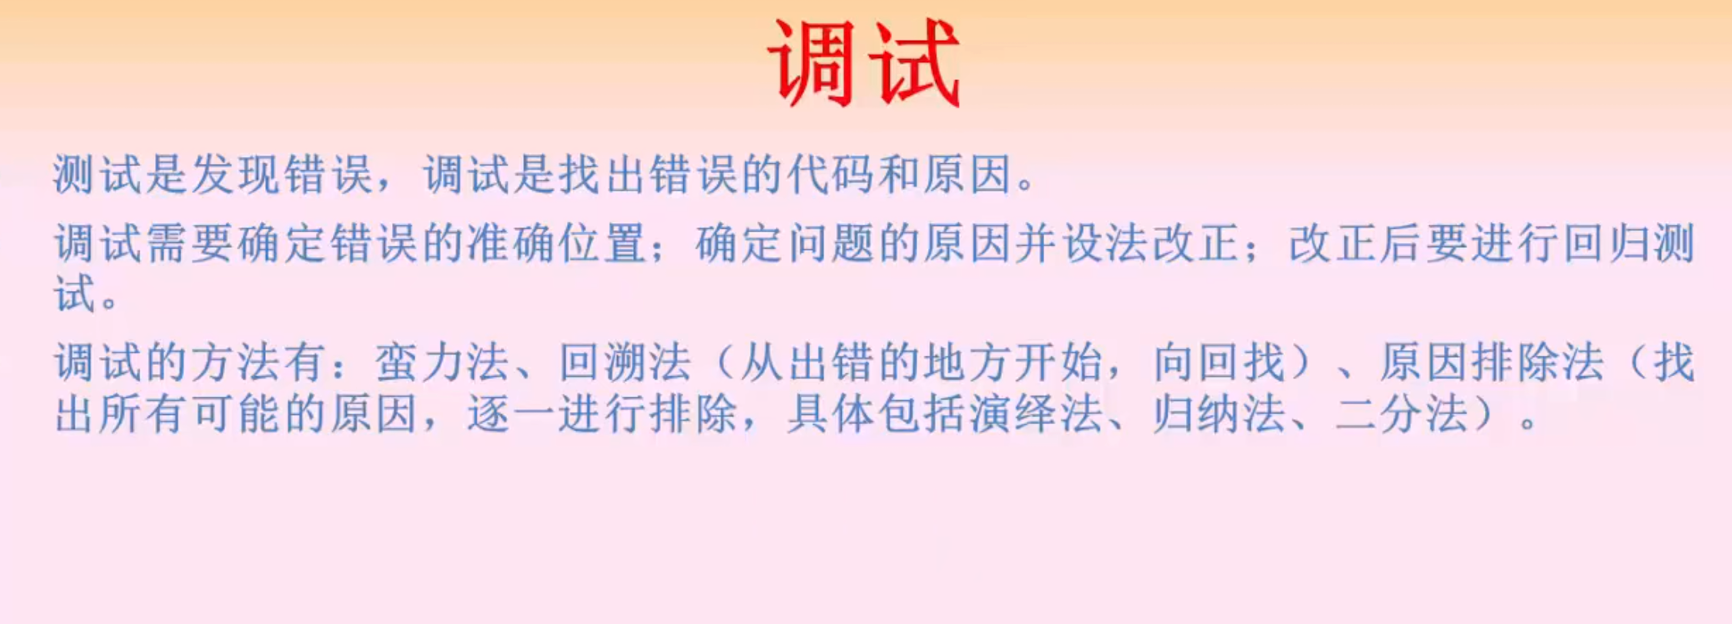 调试
测试是发现错误，调试是找出错误的代码和原因。
调试需要确定错误的准确位置；确定问题的原因并设法改正；改正后要进行回归测
试。
调试的方法有：蛮力法、回溯法（从出错的地方开始，向回找）、原因排除法（找
出所有可能的原因，逐一进行排除，具体包括演绎法、归纳法、二分法）。